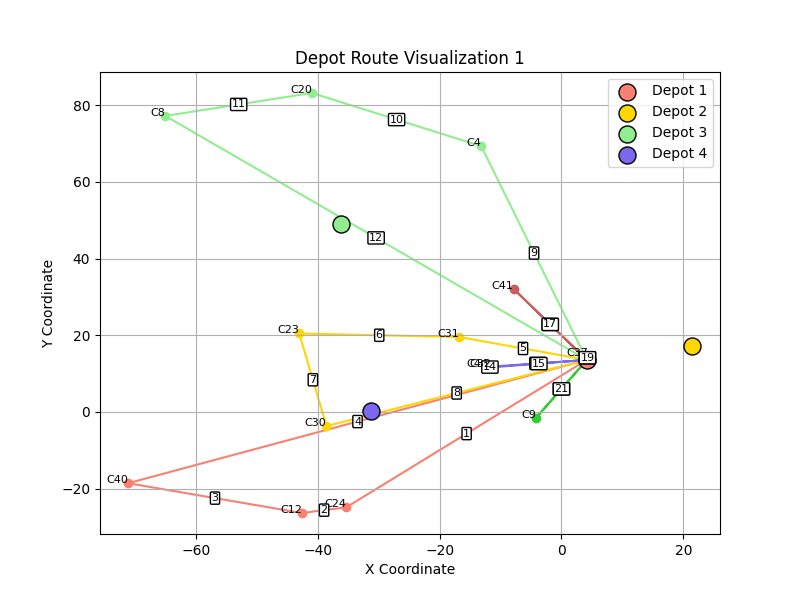 Depot Route Visualization 1
Depot 1
Depot 2
Depot 3
Depot 4
Y Coordinate
80
60
40
20
0
−20
C8
11
C20
10
C4
12
9
C41
17
C23
6
C31
5
C37
19
14
15
7
8
21
C9
C30
4
1
C40
3
C12
2
C24
−60
−40
−20
0
20
X Coordinate